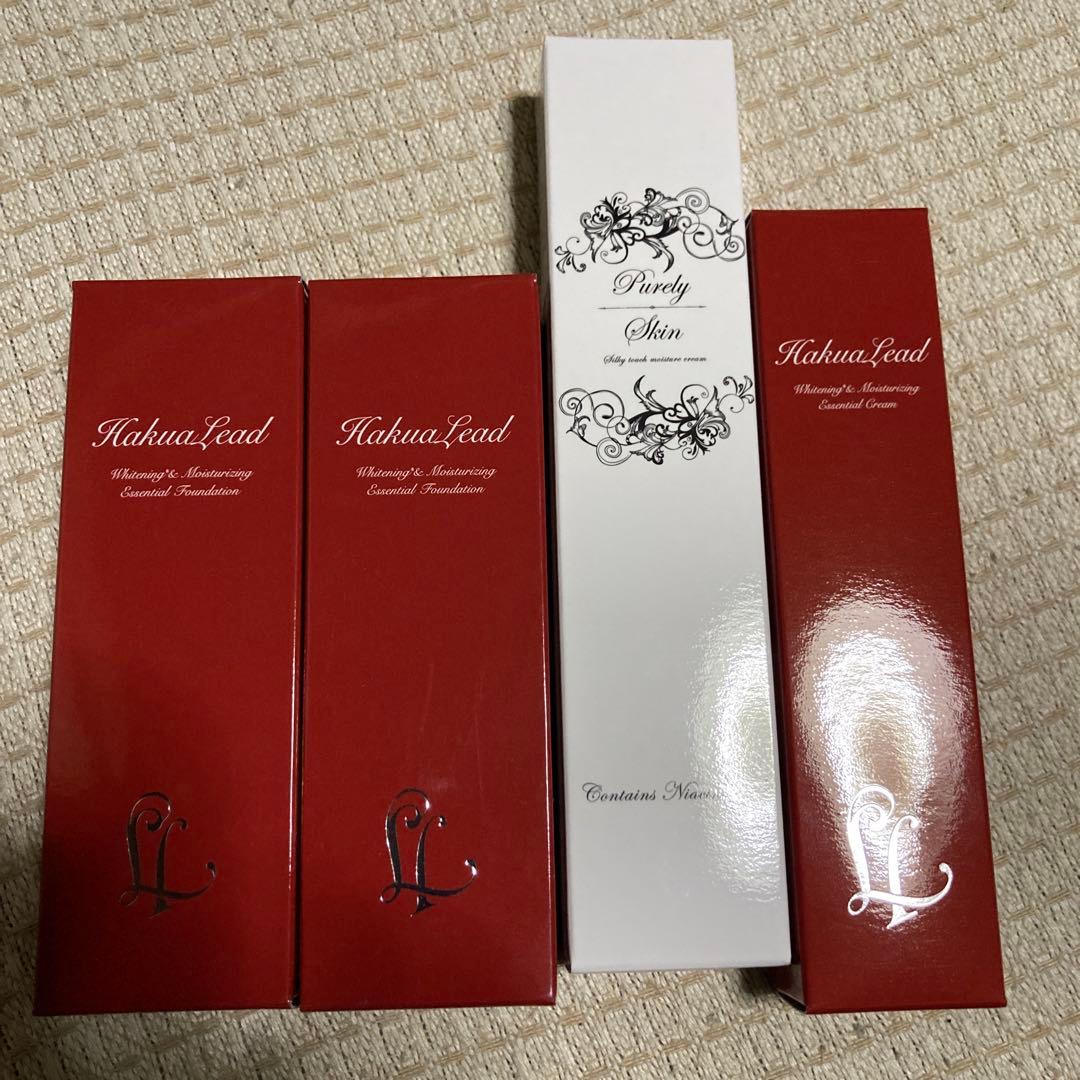 HakuaLead
Whitening*& Moisturizing
Essential Foundation
HakuaLead
Whitening*& Moisturizing
Essential Foundation
Purely
Skin
Silky touch moisture cream
Contains
HakuaLead
Whitening*& Moisturizing
Essential Cream